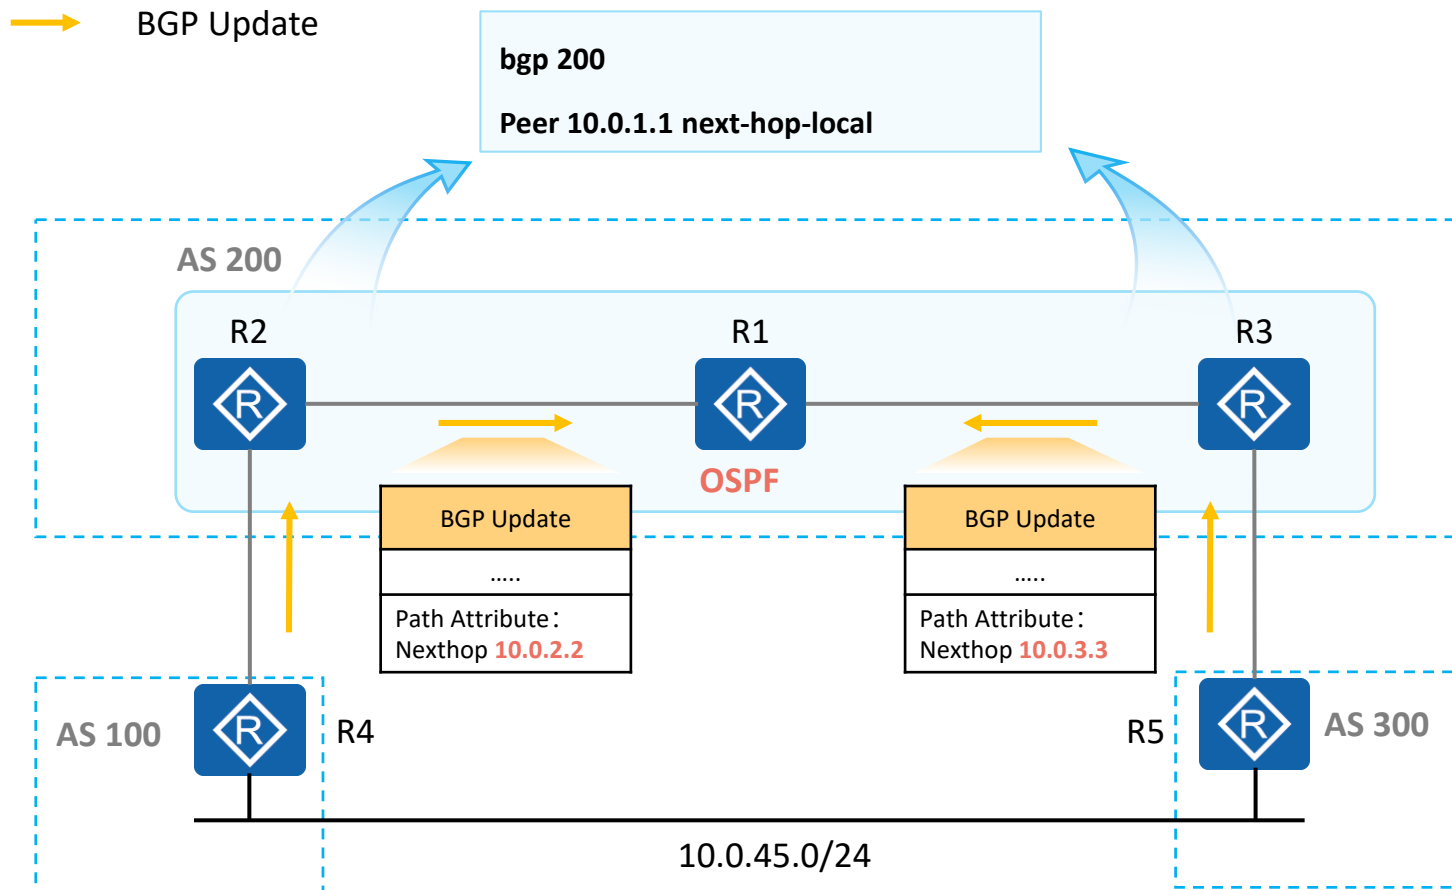 BGP Update
bgp 200
Peer 10.0.1.1 next-hop-local
AS 200
R2
R1
R3
R
R
R
OSPF
BGP Update
.....
Path Attribute：
Nexthop 10.0.2.2
BGP Update
.....
Path Attribute：
Nexthop 10.0.3.3
AS 100
R
R4
R5
R
AS 300
10.0.45.0/24